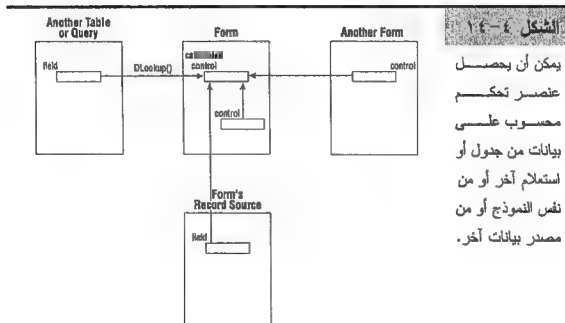 Another Table
or Query
Form
Another Form
field
DLookup()
control
control
control
Form's
Record Source
field
الشكل ٤-١٤
يمكن أن يحصل
عنصر تحكم
محسوب على
بيانات من جدول أو
استعلام آخر أو من
نفس النموذج أو من
مصدر بيانات آخر.